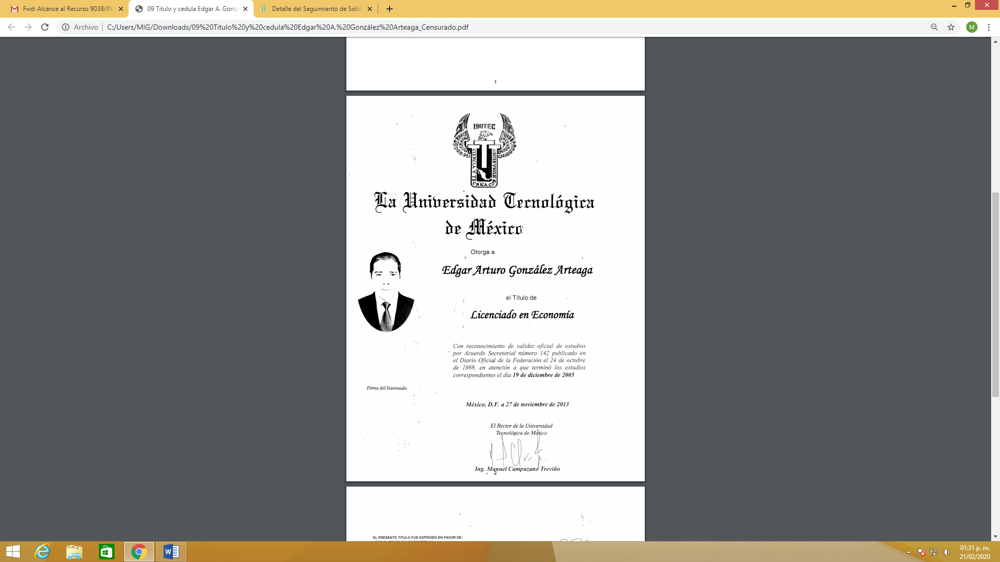 Fwd: Alcance al Recurso 9038/INF
09 Titulo y cedula Edgar A. Gonza
Detalle del Seguimiento de Solici
Archivo
C:/Users/MIG/Downloads/09%20Titulo%20y%20cedula%20Edgar%20A.%20González%20Arteaga_Censurado.pdf
M
1
UNITEC
CIENCIA Y TECNICA CON HUMANISMO
La Universidad Tecnológica
de México
Otorga a
Edgar Arturo González Arteaga
el Título de
Licenciado en Economía
Con reconocimiento de validez oficial de estudios
por Acuerdo Secretarial número 142 publicado en
el Diario Oficial de la Federación el 24 de octubre
de 1988, en atención a que terminó los estudios
correspondientes el día 19 de diciembre de 2005
Firma del Interesado
México, D.F. a 27 de noviembre de 2013
El Rector de la Universidad
Tecnológica de México
Ing. Manuel Campuzano Treviño
2
EL PRESENTE TITULO FUE EXPEDIDO EN FAVOR DE:
01:31 p. m.
21/02/2020